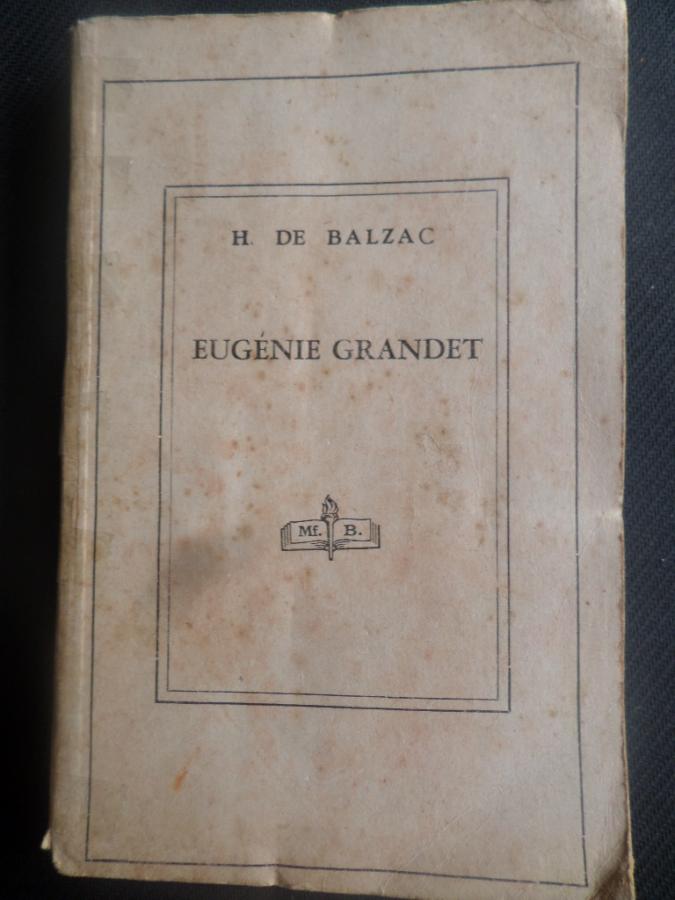 H. DE BALZAC
EUGÉNIE GRANDET
Mf. B.